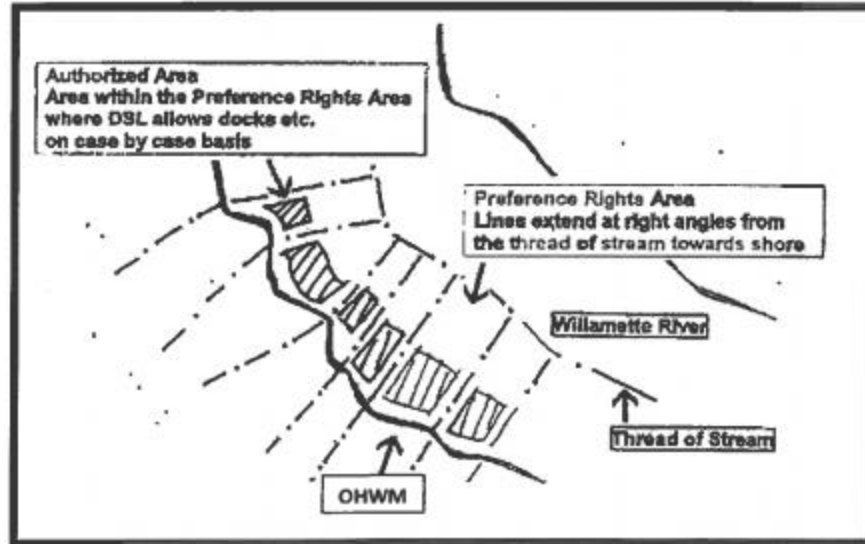 Authorized Area
Area within the Preference Rights Area
where DSL allows docks etc.
on case by case basis
Preference Rights Area
Lines extend at right angles from
the thread of stream towards shore
Willamette River
Thread of Stream
OHWM